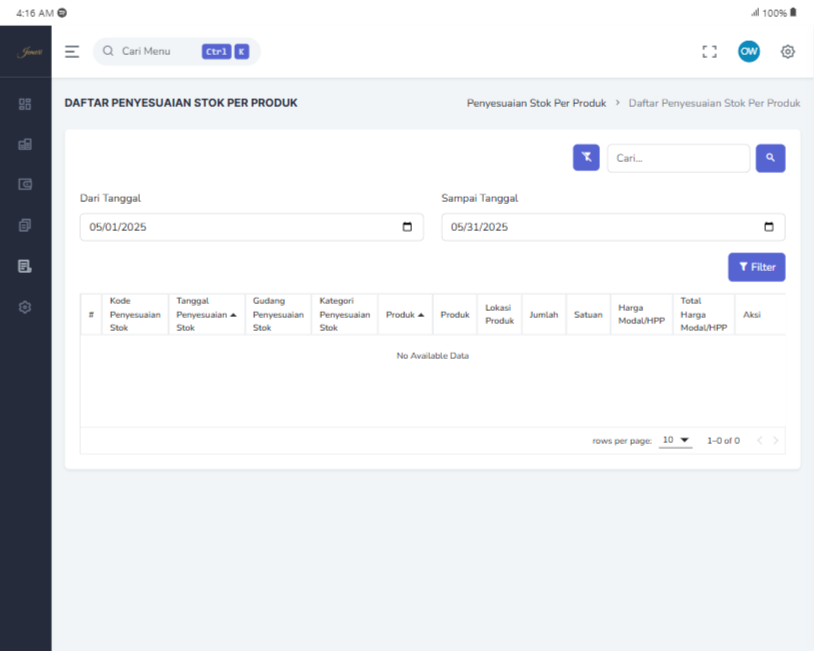 4:16 AM
100%
Jenari
Cari Menu
Ctrl K
OW
DAFTAR PENYESUAIAN STOK PER PRODUK
Penyesuaian Stok Per Produk > Daftar Penyesuaian Stok Per Produk
Cari...
Dari Tanggal
Sampai Tanggal
05/01/2025
05/31/2025
Filter
#
Kode
Penyesuaian
Stok
Tanggal
Penyesuaian
Stok
Gudang
Penyesuaian
Stok
Kategori
Penyesuaian
Stok
Produk
Produk
Lokasi
Produk
Jumlah
Satuan
Harga
Modal/HPP
Total
Harga
Modal/HPP
Aksi
No Available Data
rows per page: 10
1-0 of 0